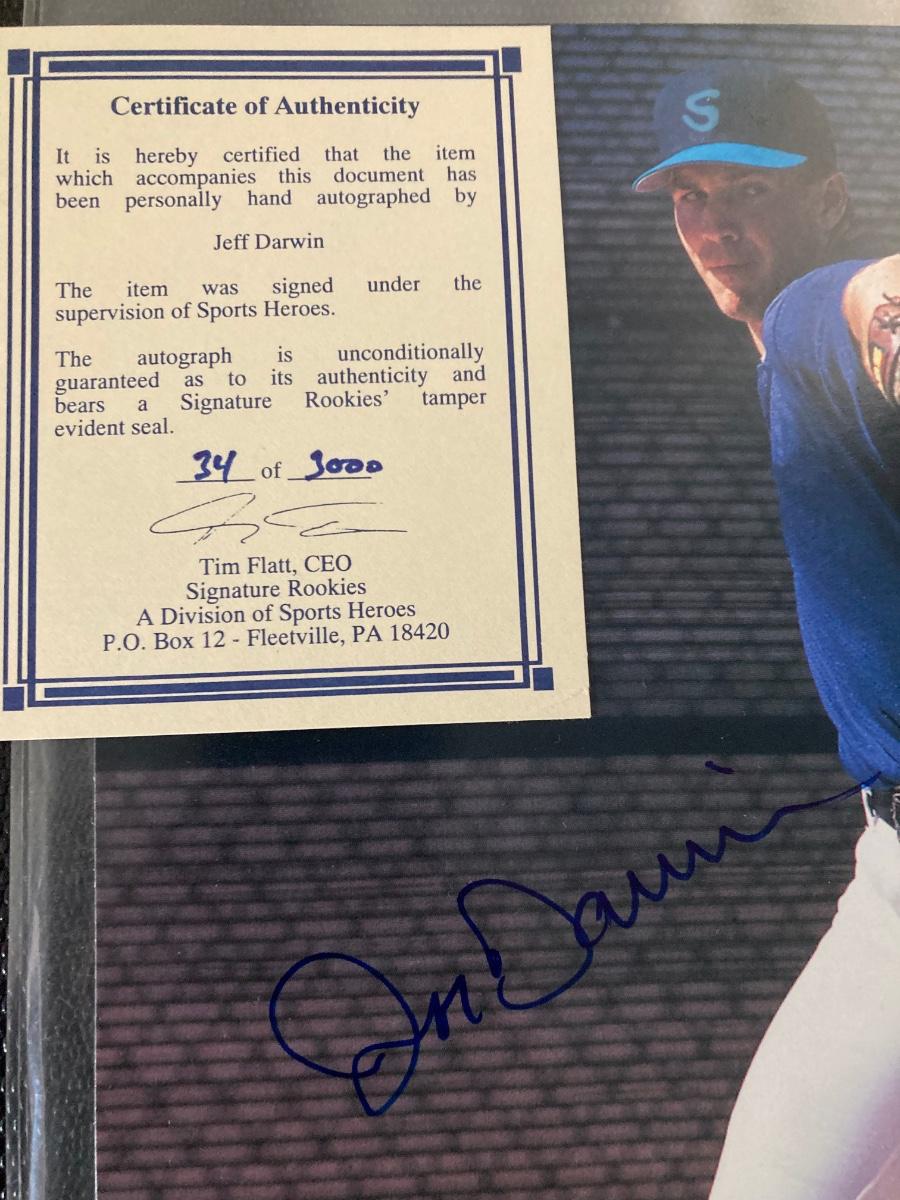 Certificate of Authenticity
It is hereby certified that the item
which accompanies this document has
been personally hand autographed by
Jeff Darwin
The item was signed under the
supervision of Sports Heroes.
The autograph is unconditionally
guaranteed as to its authenticity and
bears a Signature Rookies' tamper
evident seal.
34 of 3000
Tim Flatt, CEO
Signature Rookies
A Division of Sports Heroes
P.O. Box 12 - Fleetville, PA 18420
S